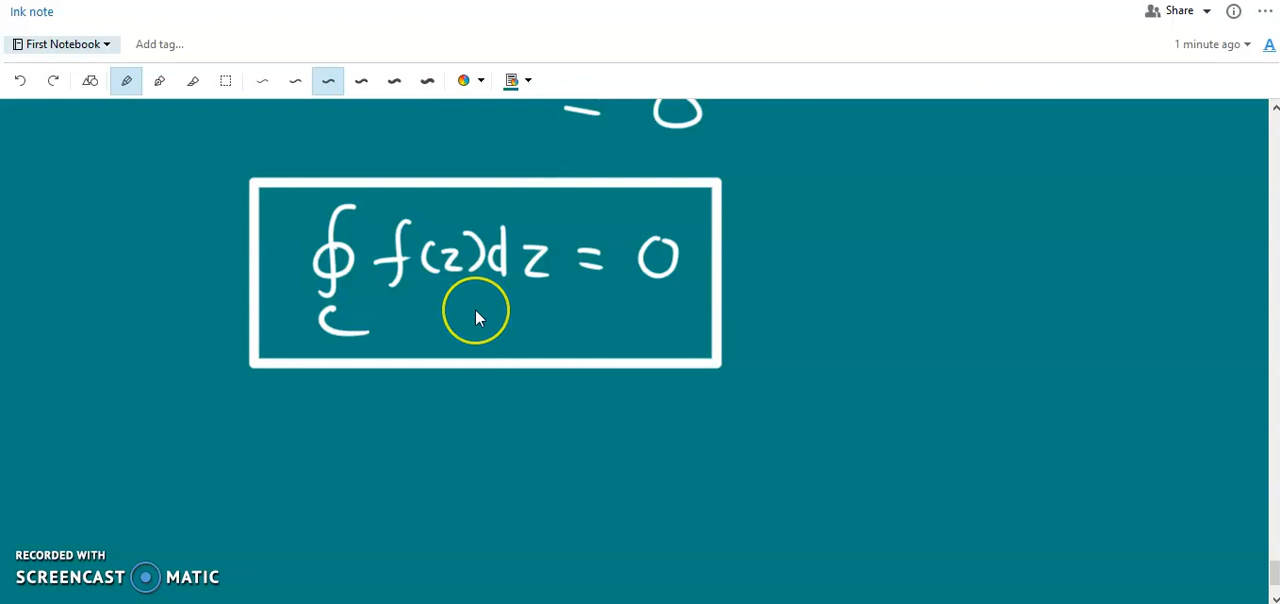 Ink note
Share
First Notebook
Add tag...
1 minute ago
A
= 0
∮ f(z)dz = 0
C
RECORDED WITH
SCREENCAST MATIC